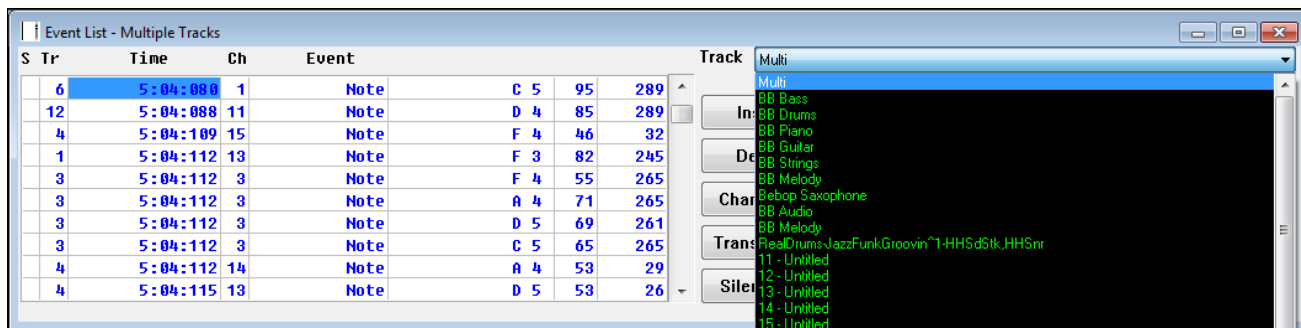 Event List - Multiple Tracks
S Tr Time Ch Event Track Multi
6 5:04:080 1 Note C 5 95 289
12 5:04:088 11 Note D 4 85 289
4 5:04:109 15 Note F 4 46 32
1 5:04:112 13 Note F 3 82 245
3 5:04:112 3 Note F 4 55 265
3 5:04:112 3 Note A 4 71 265
3 5:04:112 3 Note D 5 69 261
3 5:04:112 3 Note C 5 65 265
4 5:04:112 14 Note A 4 53 29
4 5:04:115 13 Note D 5 53 26
Ins
De
Chan
Trans
Siler
Multi
BB Bass
BB Drums
BB Piano
BB Guitar
BB Strings
BB Melody
Bebop Saxophone
BB Audio
BB Melody
RealDrums-JazzFunkGroovin^1-HHSdStk,HHSnr
11 - Untitled
12 - Untitled
13 - Untitled
14 - Untitled
15 - Untitled